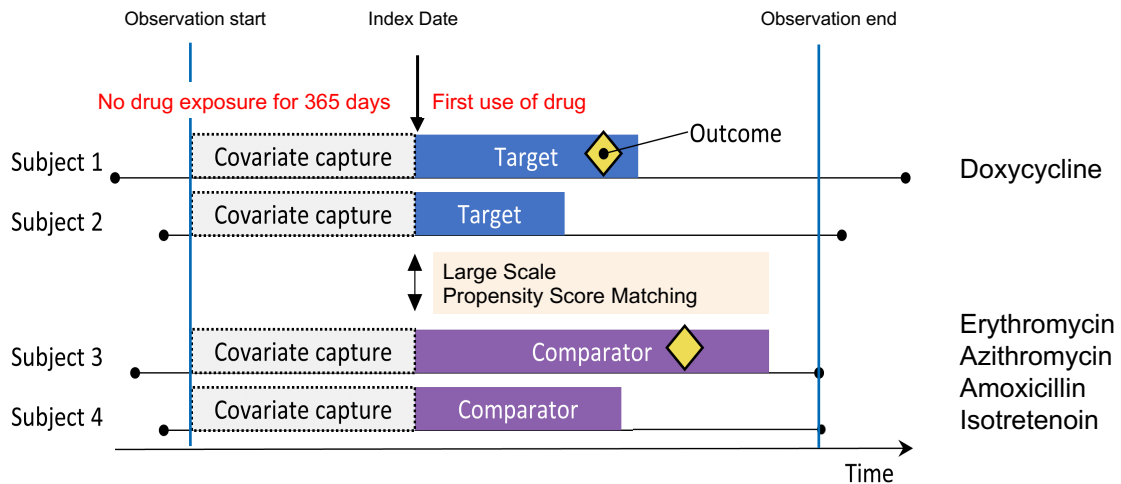 Observation start
Index Date
Observation end
No drug exposure for 365 days
First use of drug
Outcome
Subject 1
Covariate capture
Target
Doxycycline
Subject 2
Covariate capture
Target
Large Scale
Propensity Score Matching
Subject 3
Covariate capture
Comparator
Subject 4
Covariate capture
Comparator
Erythromycin
Azithromycin
Amoxicillin
Isotretenoin
Time